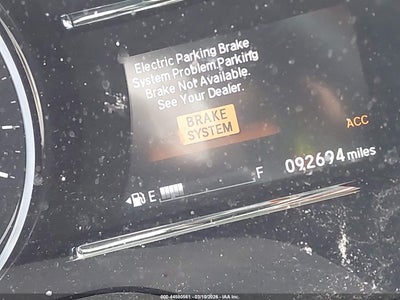 Electric Parking Brake
System Problem.Parking
Brake Not Available.
See Your Dealer.
BRAKE
SYSTEM
ACC
092694 miles
E
F